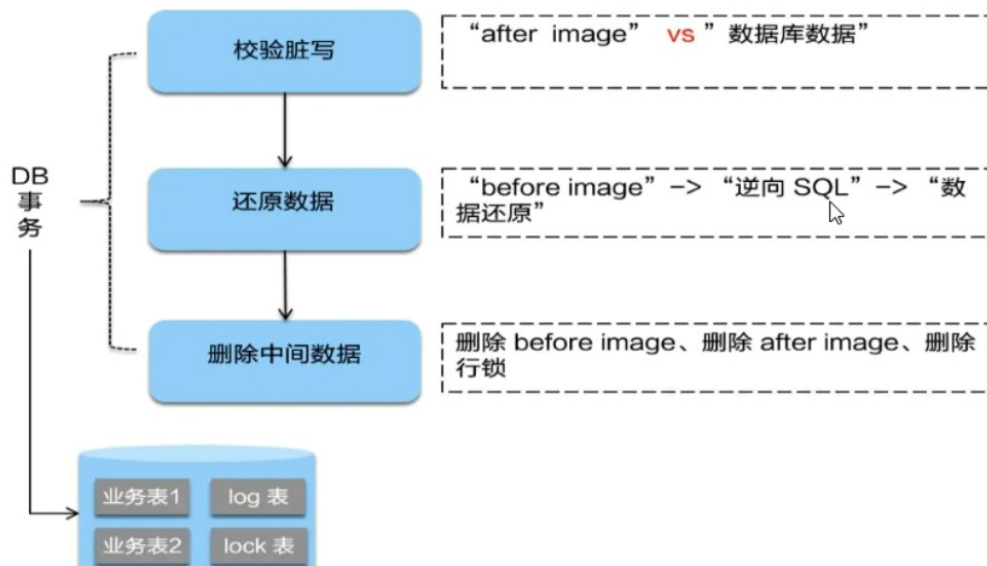 校验脏写
“after image” vs ”数据库数据”
DB
事
务
还原数据
“before image”–> “逆向 SQL”–> “数
据还原”
删除中间数据
删除 before image、删除 after image、删除
行锁
业务表1
log 表
业务表2
lock 表